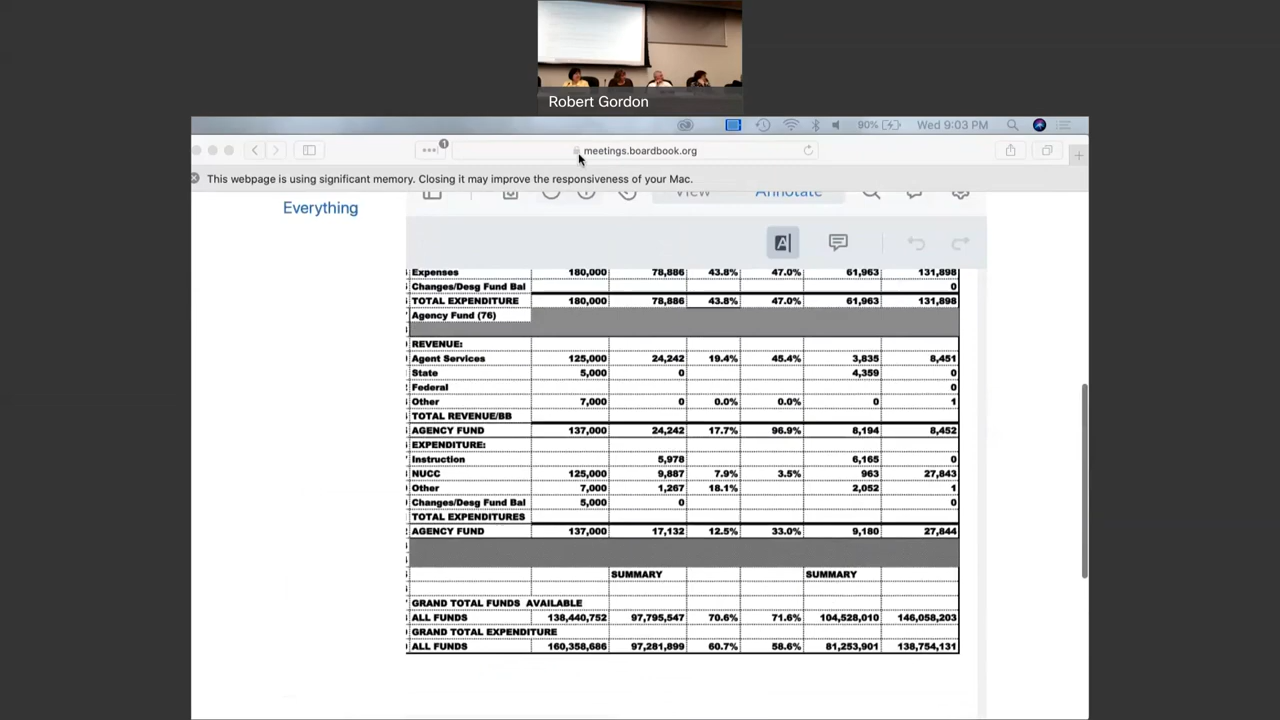 Robert Gordon
90% Wed 9:03 PM
1
meetings.boardbook.org
This webpage is using significant memory. Closing it may improve the responsiveness of your Mac.
Everything
View Annotate
A
Expenses 180,000 78,886 43.8% 47.0% 61,963 131,898
Changes/Desg Fund Bal 0
TOTAL EXPENDITURE 180,000 78,886 43.8% 47.0% 61,963 131,898
Agency Fund (76)
REVENUE:
Agent Services 125,000 24,242 19.4% 45.4% 3,835 8,451
State 5,000 0 4,359 0
Federal 0
Other 7,000 0 0.0% 0.0% 0 1
TOTAL REVENUE/BB
AGENCY FUND 137,000 24,242 17.7% 96.9% 8,194 8,452
EXPENDITURE:
Instruction 5,978 6,165 0
NUCC 125,000 9,887 7.9% 3.5% 963 27,843
Other 7,000 1,267 18.1% 2,052 1
Changes/Desg Fund Bal 5,000 0 0
TOTAL EXPENDITURES
AGENCY FUND 137,000 17,132 12.5% 33.0% 9,180 27,844
SUMMARY SUMMARY
GRAND TOTAL FUNDS AVAILABLE
ALL FUNDS 138,440,752 97,795,547 70.6% 71.6% 104,528,010 146,058,203
GRAND TOTAL EXPENDITURE
ALL FUNDS 160,358,686 97,281,899 60.7% 58.6% 81,253,901 138,754,131